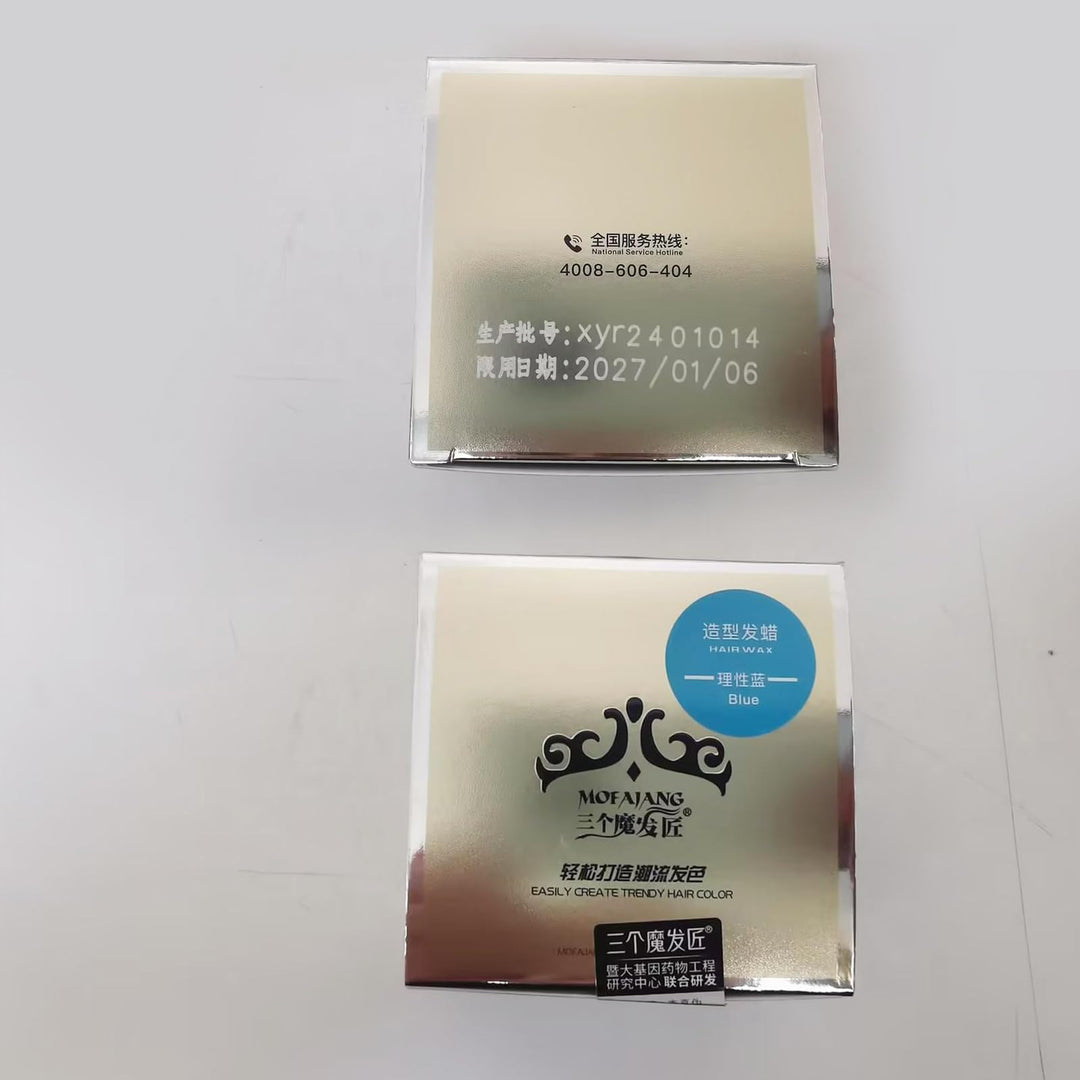 全国服务热线:
National Service Hotline
4008-606-404
生产批号:xyr2401014
限用日期:2027/01/06
造型发蜡
HAIR WAX
理性蓝
Blue
MOFAJANG
三个魔发匠®
轻松打造潮流发色
EASILY CREATE TRENDY HAIR COLOR
三个魔发匠®
暨大基因药物工程
研究中心 联合研发